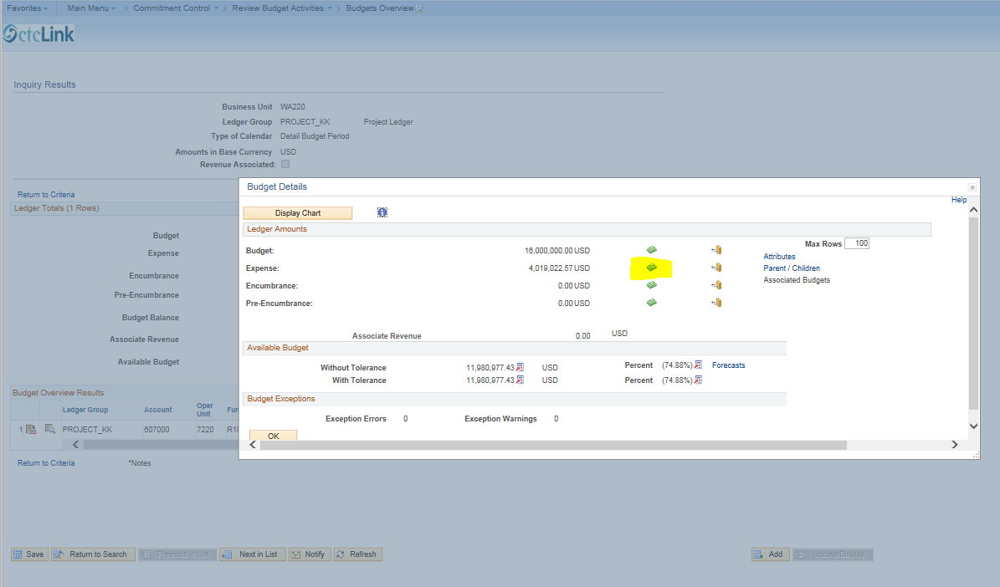 Favorites Main Menu > Commitment Control > Review Budget Activities > Budgets Overview
ctcLink
Inquiry Results
Business Unit WA220
Ledger Group PROJECT_KK Project Ledger
Type of Calendar Detail Budget Period
Amounts in Base Currency USD
Revenue Associated:
Return to Criteria
Ledger Totals (1 Rows)
Budget
Expense
Encumbrance
Pre-Encumbrance
Budget Balance
Associate Revenue
Available Budget
Budget Overview Results
Ledger Group Account Oper Unit
1 PROJECT_KK 607000 7220
Return to Criteria *Notes
Budget Details
Help
Display Chart
Ledger Amounts
Max Rows 100
Budget: 16,000,000.00 USD
Attributes
Expense: 4,019,022.57 USD
Parent / Children
Encumbrance: 0.00 USD
Associated Budgets
Pre-Encumbrance: 0.00 USD
Associate Revenue 0.00 USD
Available Budget
Without Tolerance 11,980,977.43 USD Percent (74.88%) Forecasts
With Tolerance 11,980,977.43 USD Percent (74.88%)
Budget Exceptions
Exception Errors 0 Exception Warnings 0
OK
Save Return to Search Previous in List Next in List Notify Refresh Add Update/Display